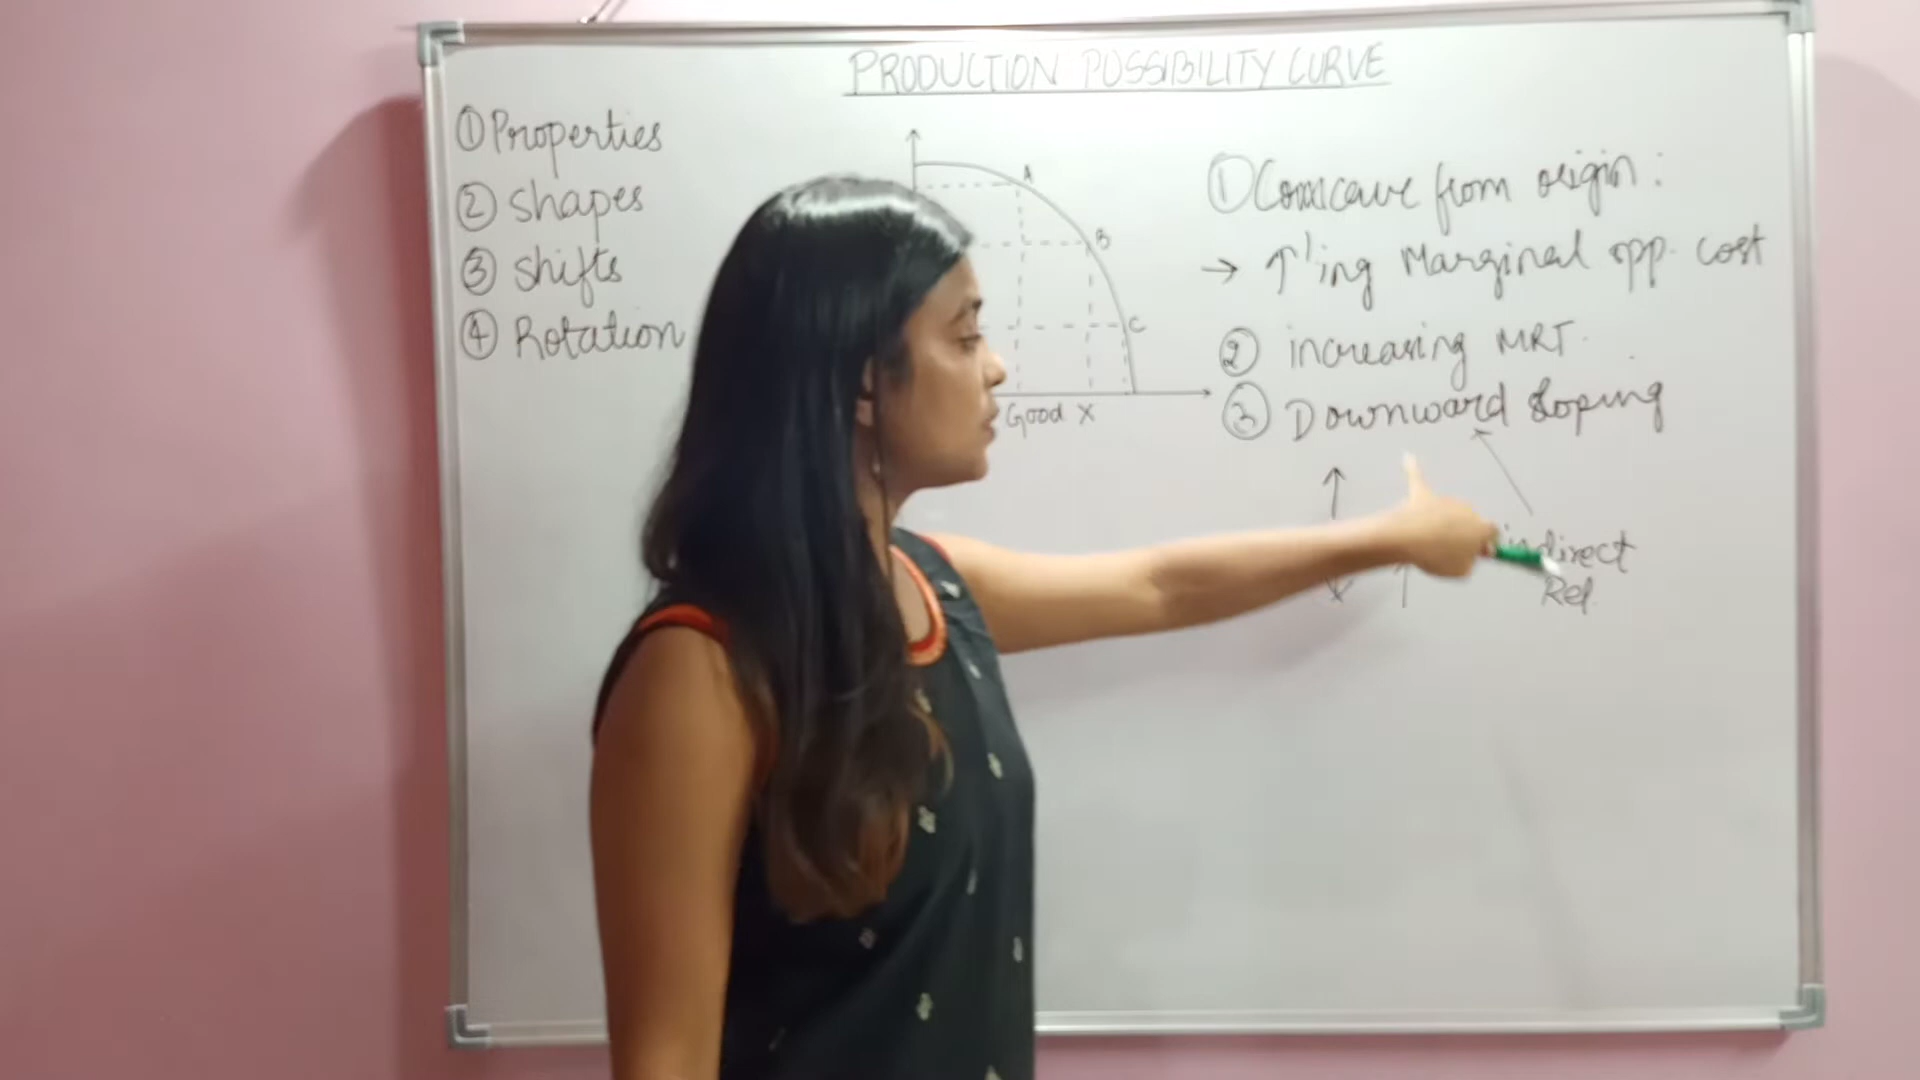 PRODUCTION POSSIBILITY CURVE
① Properties
② Shapes
③ Shifts
④ Rotation
A
B
C
Good X
① Concave from origin:
→ ↑'ing Marginal opp. cost
② increasing MRT.
③ Downward sloping
indirect
Rel.